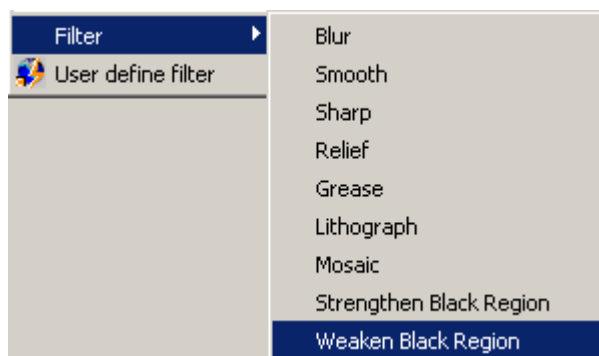 Filter
User define filter
Blur
Smooth
Sharp
Relief
Grease
Lithograph
Mosaic
Strengthen Black Region
Weaken Black Region